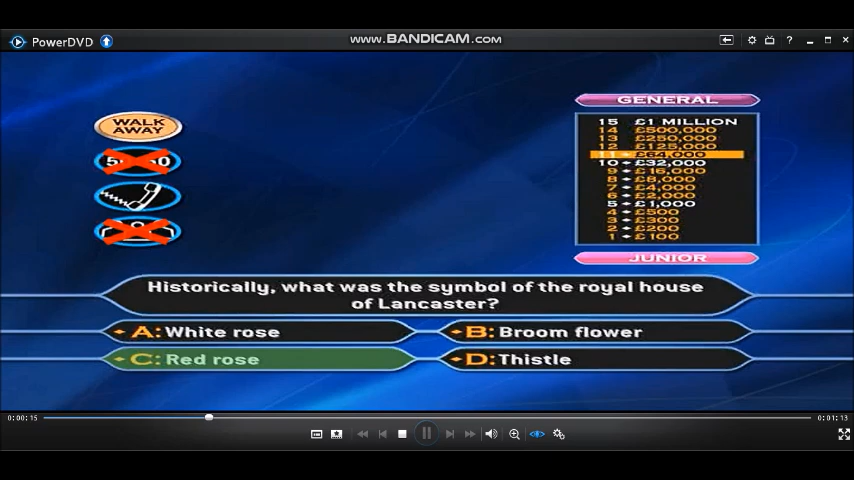 PowerDVD
www.BANDICAM.com
?
WALK
AWAY
GENERAL
15 £1 MILLION
14 £500,000
13 £250,000
12 £125,000
11 £64,000
10 £32,000
9 £16,000
8 £8,000
7 £4,000
6 £2,000
5 £1,000
4 £500
3 £300
2 £200
1 £100
JUNIOR
Historically, what was the symbol of the royal house
of Lancaster?
A: White rose
B: Broom flower
C: Red rose
D: Thistle
0:00:15
0:01:13